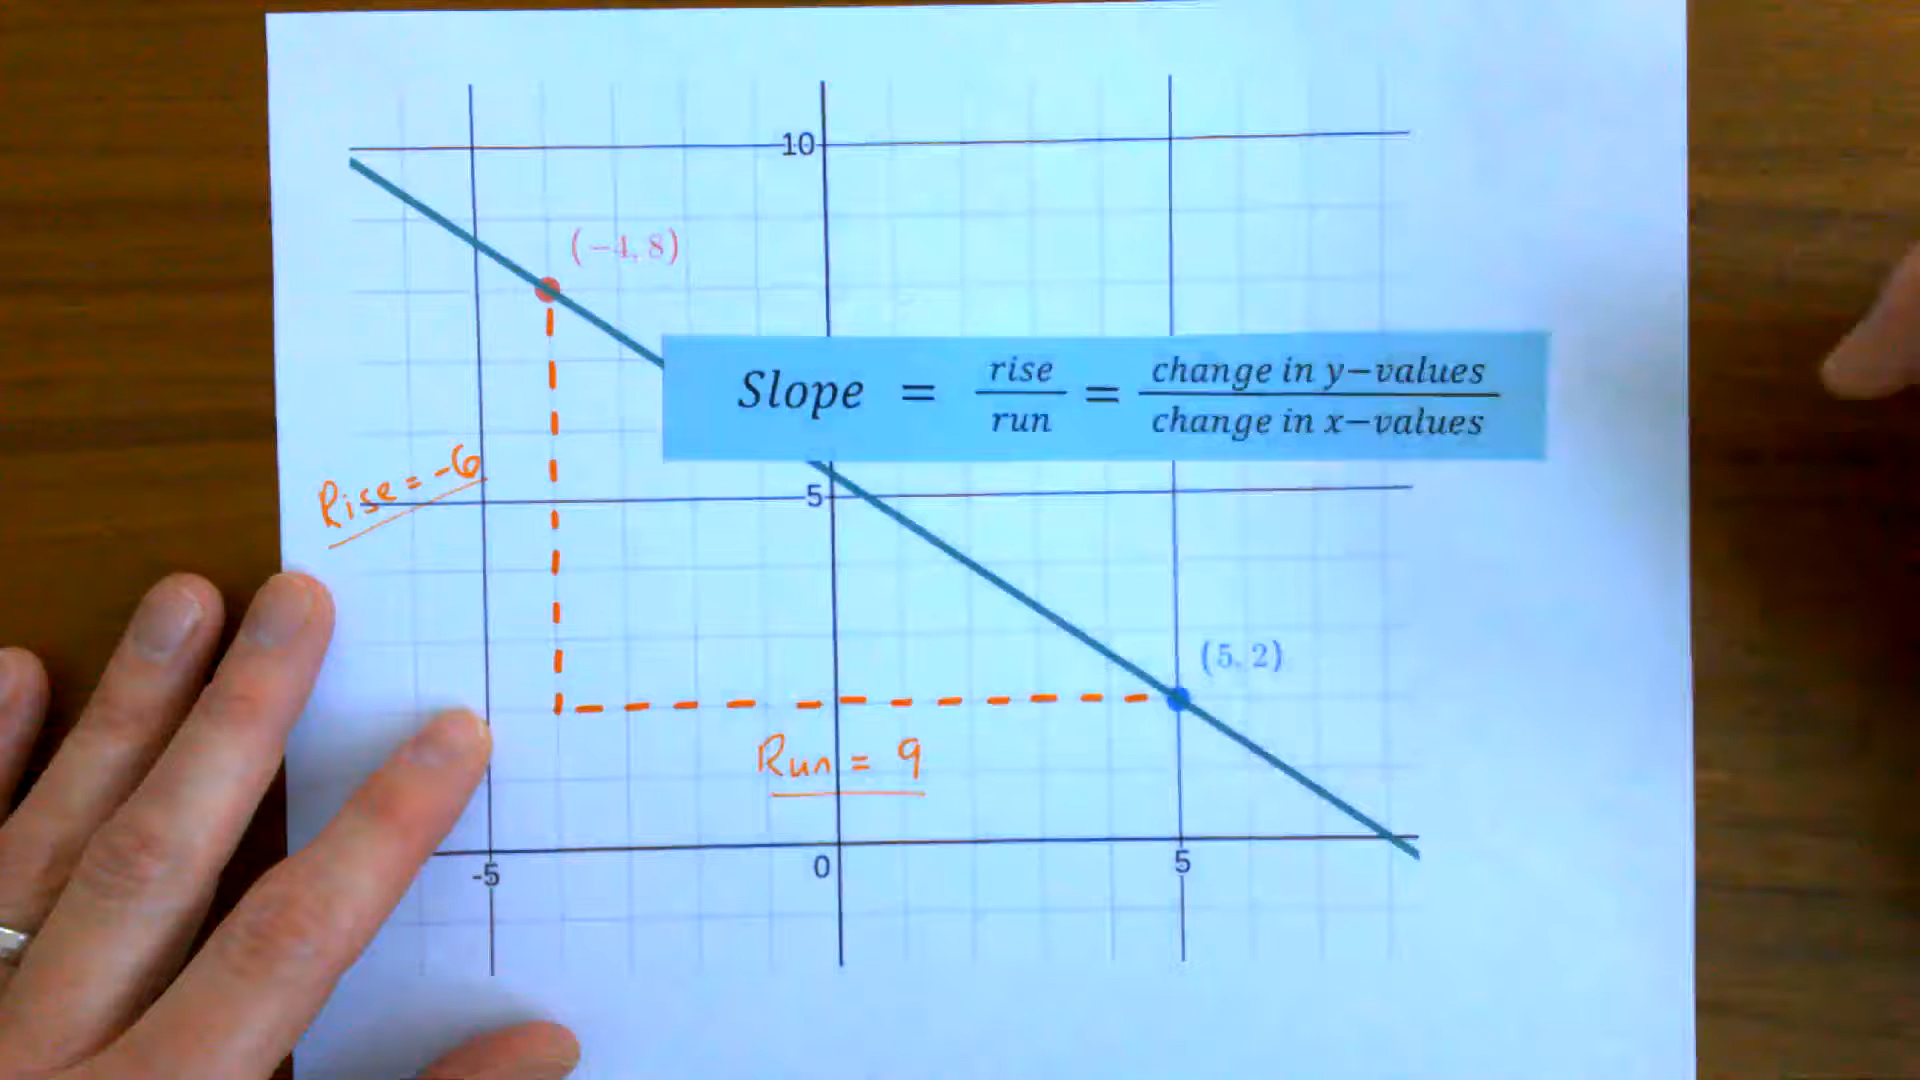 10
(−4, 8)
Slope = rise/run = change in y−values/change in x−values
Rise = -6
5
(5, 2)
Run = 9
-5
0
5